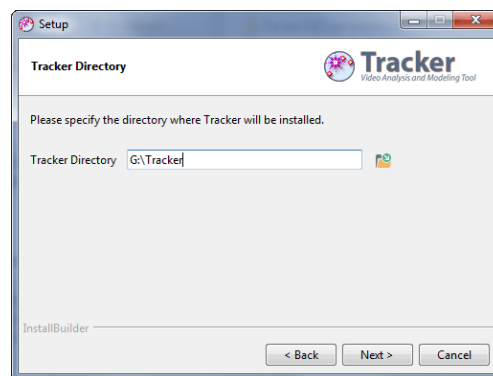 Setup
Tracker Directory
Tracker
Video Analysis and Modeling Tool
Please specify the directory where Tracker will be installed.
Tracker Directory G:\Tracker
InstallBuilder
< Back Next > Cancel